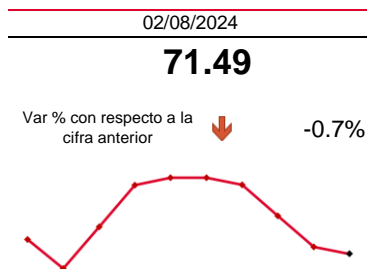 02/08/2024
71.49
Var % con respecto a la
cifra anterior
-0.7%